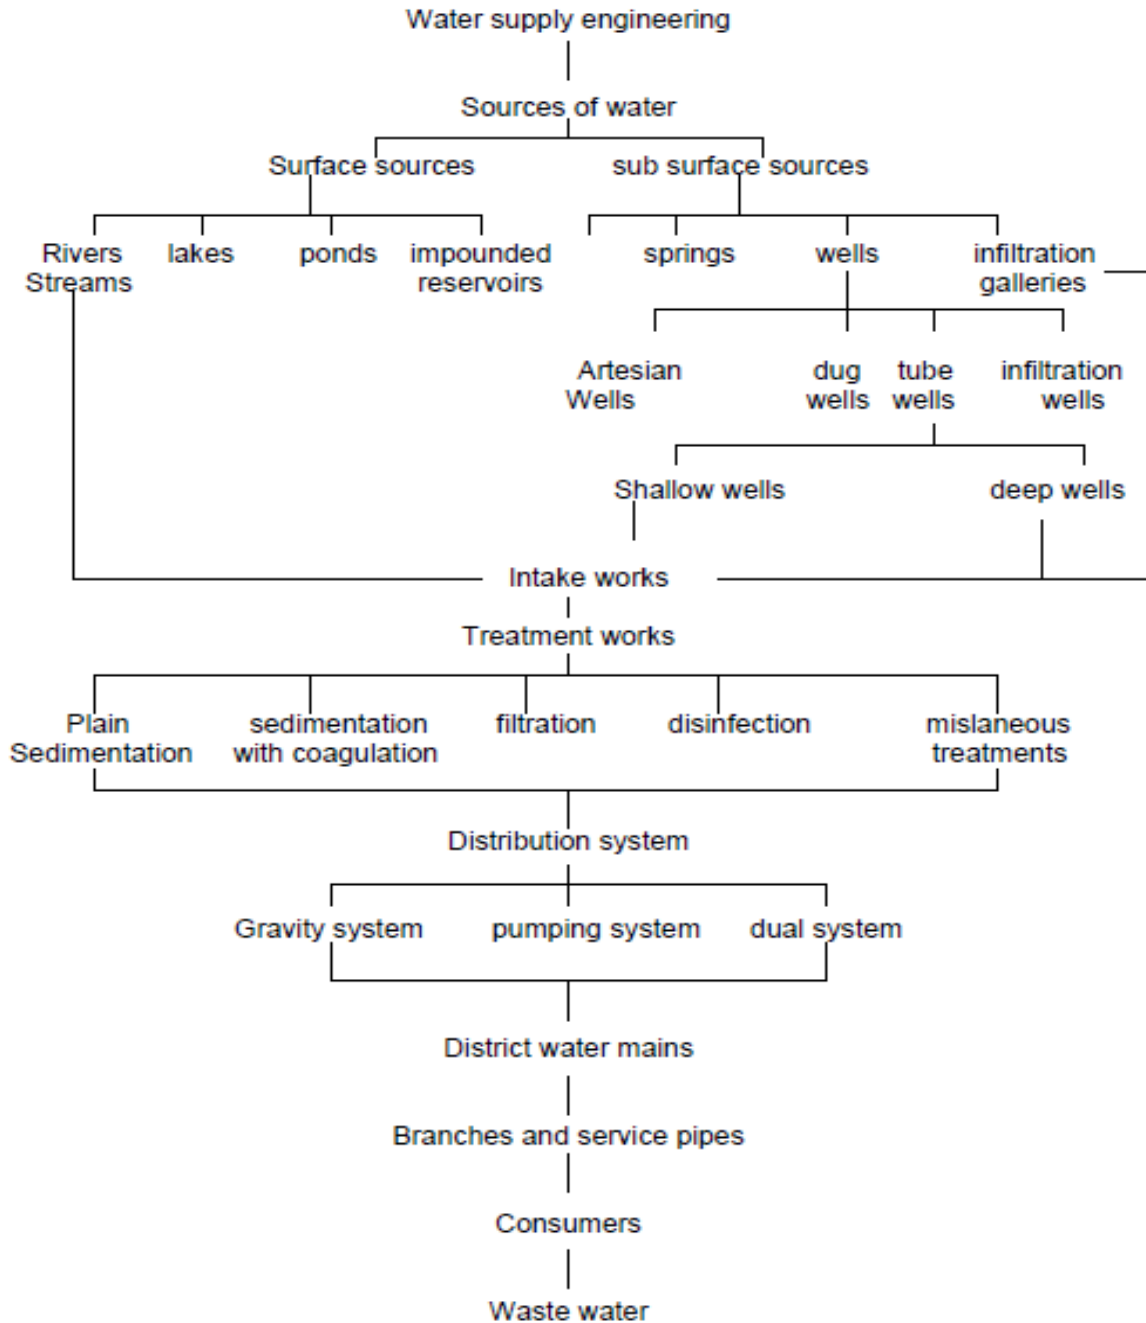 Water supply engineering
Sources of water
Surface sources
sub surface sources
Rivers
Streams
lakes
ponds
impounded
reservoirs
springs
wells
infiltration
galleries
Artesian
Wells
dug
wells
tube
wells
infiltration
wells
Shallow wells
deep wells
Intake works
Treatment works
Plain
Sedimentation
sedimentation
with coagulation
filtration
disinfection
mislaneous
treatments
Distribution system
Gravity system
pumping system
dual system
District water mains
Branches and service pipes
Consumers
Waste water